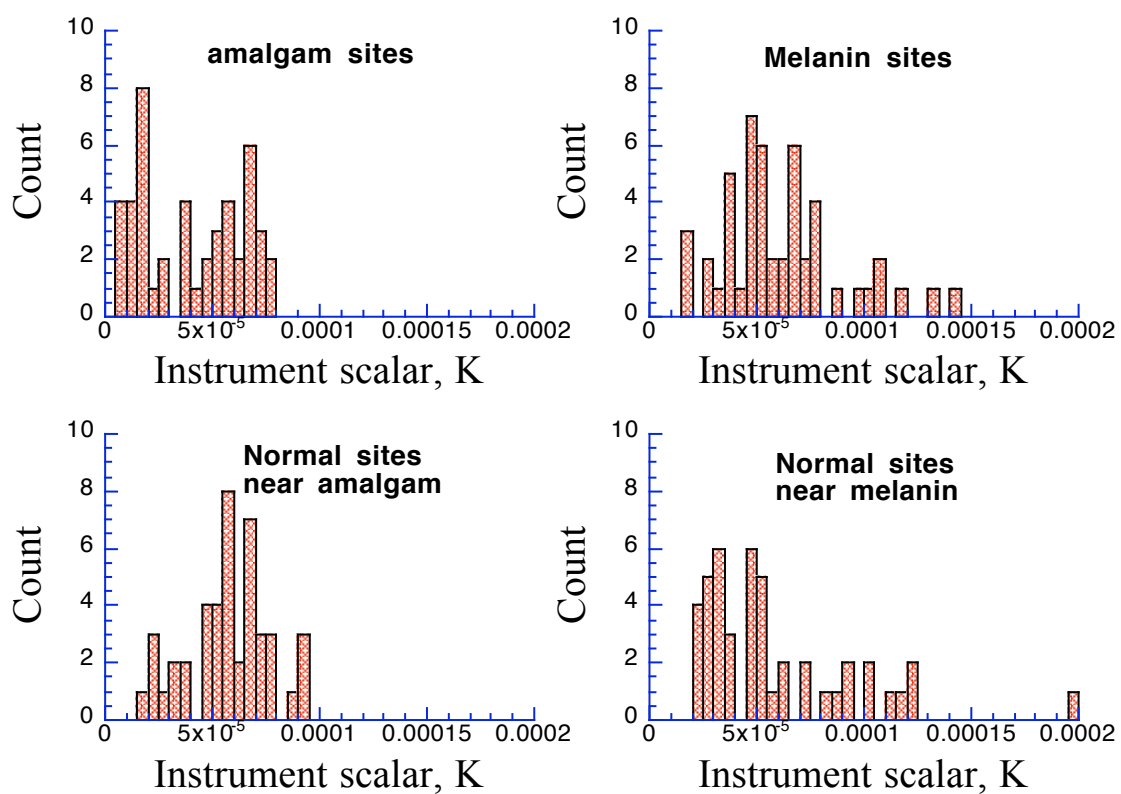 amalgam sites
10
8
6
4
2
0
Count
0 5x10-5 0.0001 0.00015 0.0002
Instrument scalar, K
Melanin sites
10
8
6
4
2
0
Count
0 5x10-5 0.0001 0.00015 0.0002
Instrument scalar, K
Normal sites
near amalgam
10
8
6
4
2
0
Count
0 5x10-5 0.0001 0.00015 0.0002
Instrument scalar, K
Normal sites
near melanin
10
8
6
4
2
0
Count
0 5x10-5 0.0001 0.00015 0.0002
Instrument scalar, K